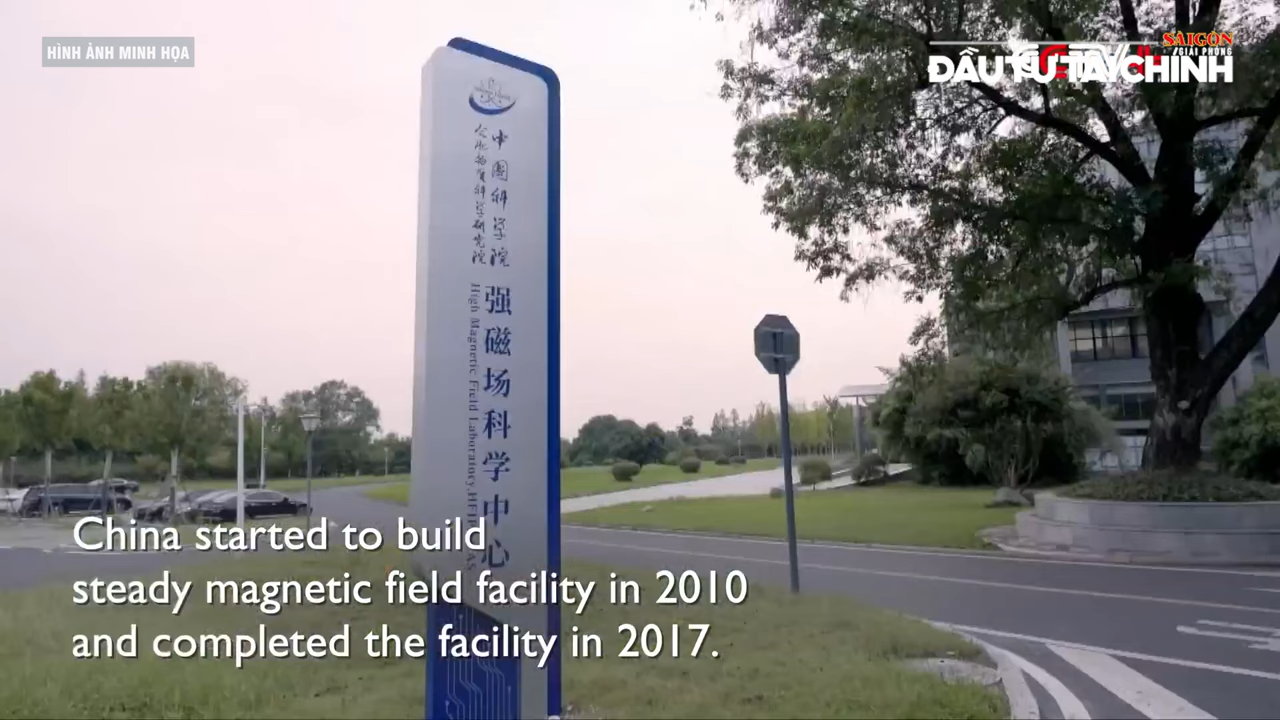 HÌNH ẢNH MINH HỌA
SAIGON
GIẢI PHÓNG
ĐẦU TƯ TÀI CHÍNH
中國科学院
合肥物质科学研究院
强磁场科学中心
High Magnetic Field Laboratory,HF
China started to build
steady magnetic field facility in 2010
and completed the facility in 2017.